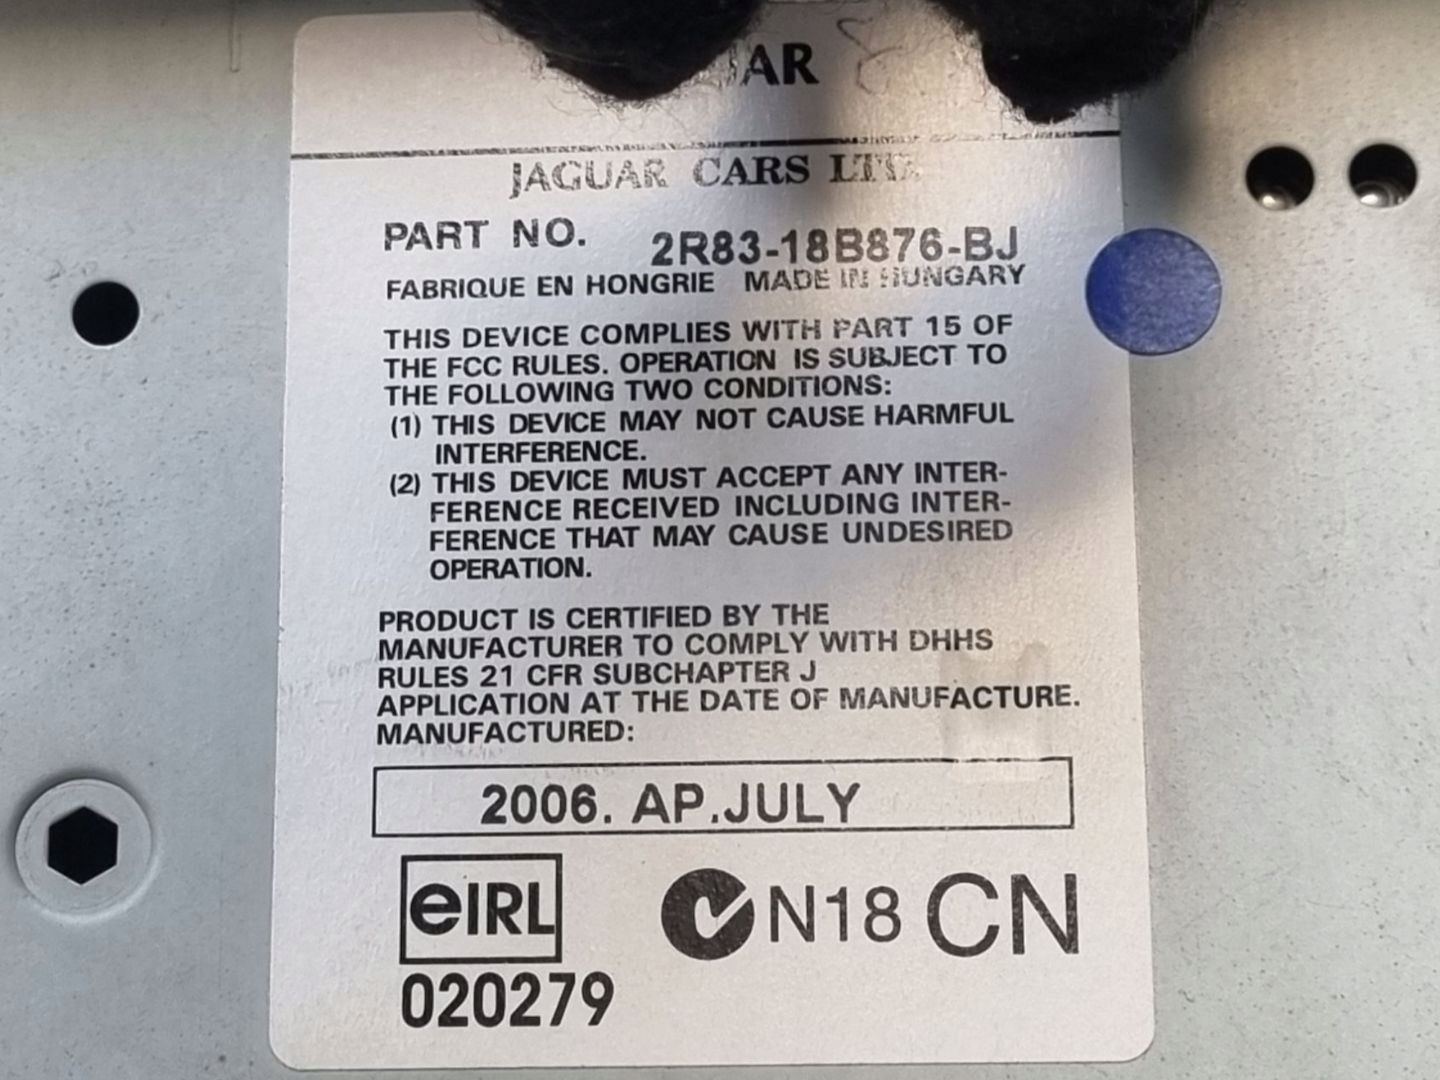 AR
JAGUAR CARS LTD.
PART NO. 2R83-18B876-BJ
FABRIQUE EN HONGRIE MADE IN HUNGARY
THIS DEVICE COMPLIES WITH PART 15 OF
THE FCC RULES. OPERATION IS SUBJECT TO
THE FOLLOWING TWO CONDITIONS:
(1) THIS DEVICE MAY NOT CAUSE HARMFUL
INTERFERENCE.
(2) THIS DEVICE MUST ACCEPT ANY INTER-
FERENCE RECEIVED INCLUDING INTER-
FERENCE THAT MAY CAUSE UNDESIRED
OPERATION.
PRODUCT IS CERTIFIED BY THE
MANUFACTURER TO COMPLY WITH DHHS
RULES 21 CFR SUBCHAPTER J
APPLICATION AT THE DATE OF MANUFACTURE.
MANUFACTURED:
2006. AP.JULY
eIRL N18 CN
020279